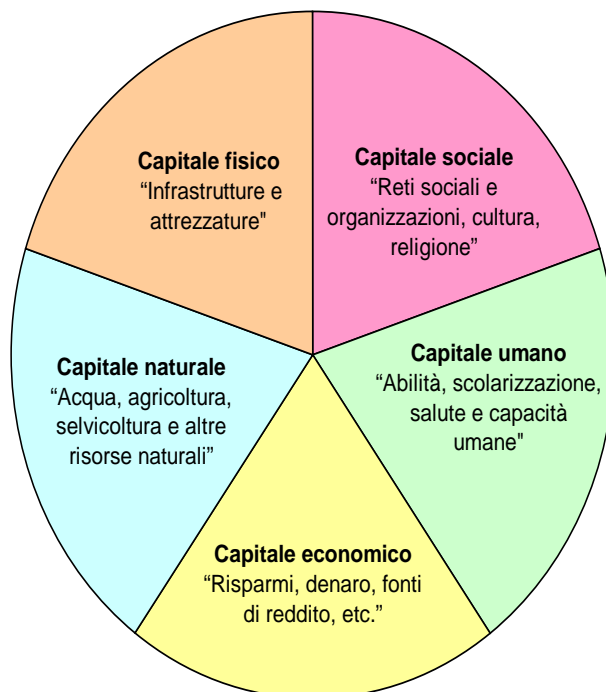 Capitale fisico
“Infrastrutture e
attrezzature"
Capitale sociale
“Reti sociali e
organizzazioni, cultura,
religione”
Capitale naturale
“Acqua, agricoltura,
selvicoltura e altre
risorse naturali”
Capitale umano
“Abilità, scolarizzazione,
salute e capacità
umane"
Capitale economico
“Risparmi, denaro, fonti
di reddito, etc.”